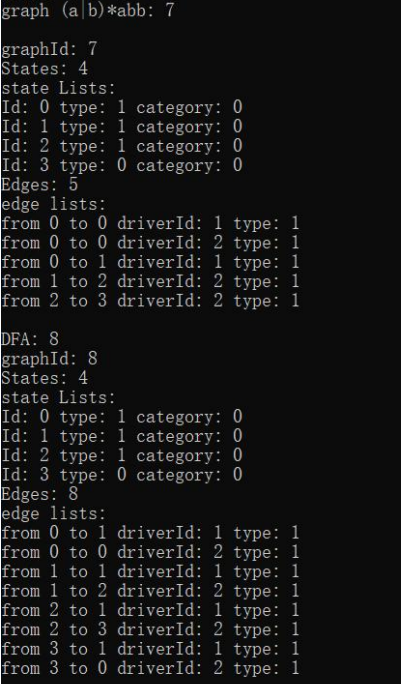 graph (a|b)*abb: 7
graphId: 7
States: 4
state Lists:
Id: 0 type: 1 category: 0
Id: 1 type: 1 category: 0
Id: 2 type: 1 category: 0
Id: 3 type: 0 category: 0
Edges: 5
edge lists:
from 0 to 0 driverId: 1 type: 1
from 0 to 0 driverId: 2 type: 1
from 0 to 1 driverId: 1 type: 1
from 1 to 2 driverId: 2 type: 1
from 2 to 3 driverId: 2 type: 1
DFA: 8
graphId: 8
States: 4
state Lists:
Id: 0 type: 1 category: 0
Id: 1 type: 1 category: 0
Id: 2 type: 1 category: 0
Id: 3 type: 0 category: 0
Edges: 8
edge lists:
from 0 to 1 driverId: 1 type: 1
from 0 to 0 driverId: 2 type: 1
from 1 to 1 driverId: 1 type: 1
from 1 to 2 driverId: 2 type: 1
from 2 to 1 driverId: 1 type: 1
from 2 to 3 driverId: 2 type: 1
from 3 to 1 driverId: 1 type: 1
from 3 to 0 driverId: 2 type: 1